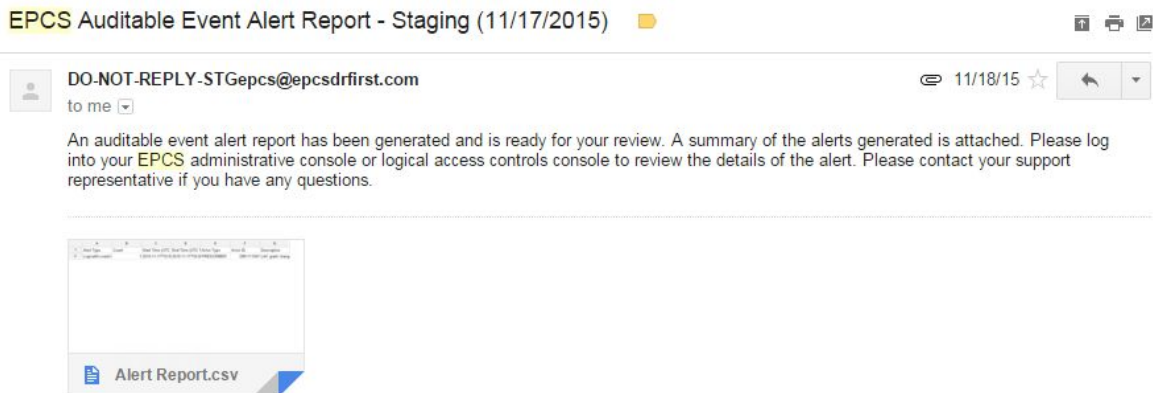 EPCS Auditable Event Alert Report - Staging (11/17/2015)
DO-NOT-REPLY-STGepcs@epcsdrfirst.com
11/18/15
to me
An auditable event alert report has been generated and is ready for your review. A summary of the alerts generated is attached. Please log
into your EPCS administrative console or logical access controls console to review the details of the alert. Please contact your support
representative if you have any questions.
Alert Report.csv